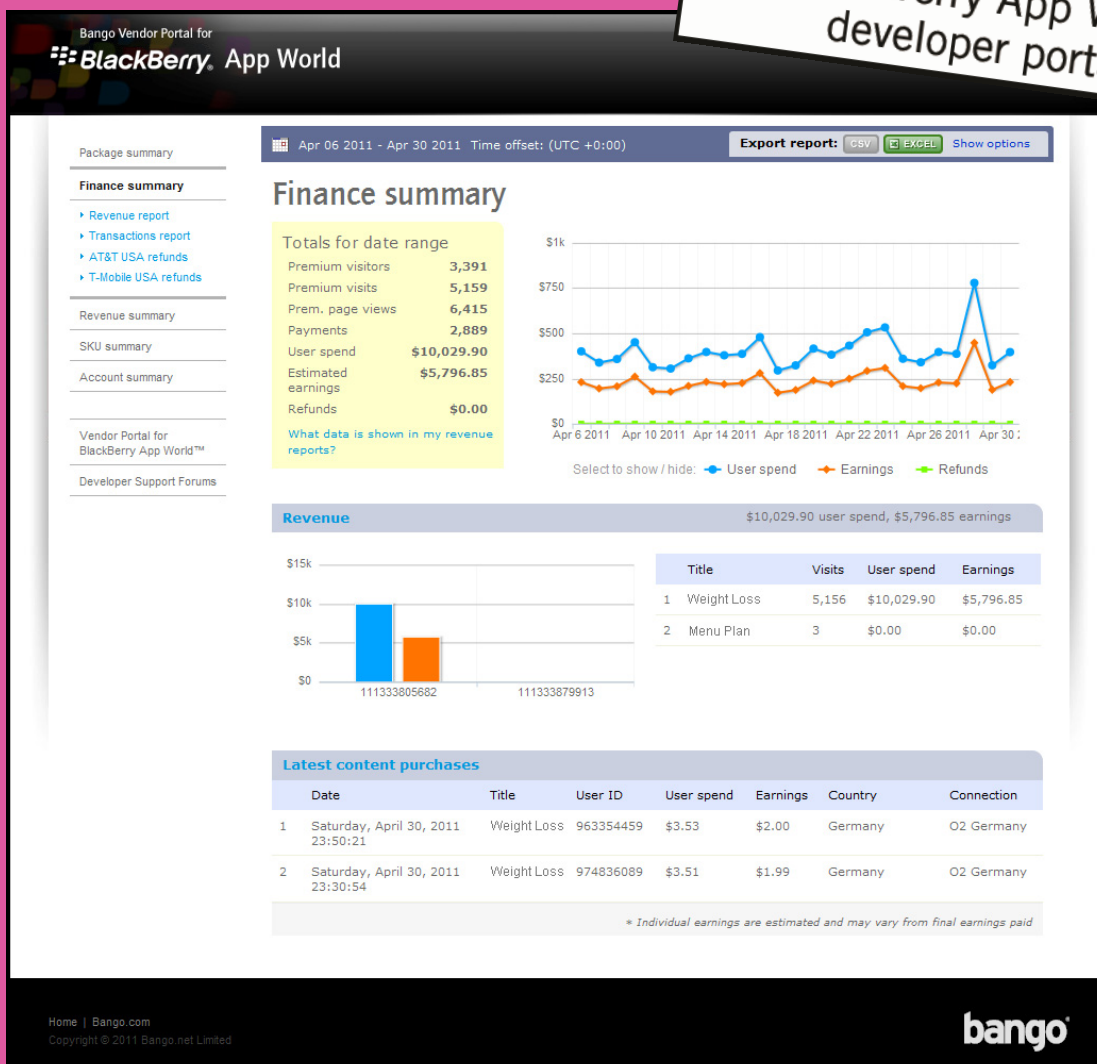 Bango Vendor Portal for
BlackBerry® App World
App
developer
Package summary
Finance summary
Revenue report
Transactions report
AT&T USA refunds
T-Mobile USA refunds
Revenue summary
SKU summary
Account summary
Vendor Portal for
BlackBerry App World™
Developer Support Forums
Apr 06 2011 - Apr 30 2011 Time offset: (UTC +0:00)
Export report: CSV EXCEL Show options
Finance summary
Totals for date range
Premium visitors 3,391
Premium visits 5,159
Prem. page views 6,415
Payments 2,889
User spend $10,029.90
Estimated
earnings $5,796.85
Refunds $0.00
What data is shown in my revenue
reports?
$1k
$750
$500
$250
$0
Apr 6 2011 Apr 10 2011 Apr 14 2011 Apr 18 2011 Apr 22 2011 Apr 26 2011 Apr 30
Select to show / hide: User spend Earnings Refunds
Revenue $10,029.90 user spend, $5,796.85 earnings
$15k
$10k
$5k
$0
111333805682 111333879913
Title Visits User spend Earnings
1 Weight Loss 5,156 $10,029.90 $5,796.85
2 Menu Plan 3 $0.00 $0.00
Latest content purchases
Date Title User ID User spend Earnings Country Connection
1 Saturday, April 30, 2011 Weight Loss 963354459 $3.53 $2.00 Germany O2 Germany
23:50:21
2 Saturday, April 30, 2011 Weight Loss 974836089 $3.51 $1.99 Germany O2 Germany
23:30:54
* Individual earnings are estimated and may vary from final earnings paid
Home | Bango.com
Copyright © 2011 Bango.net Limited
bango